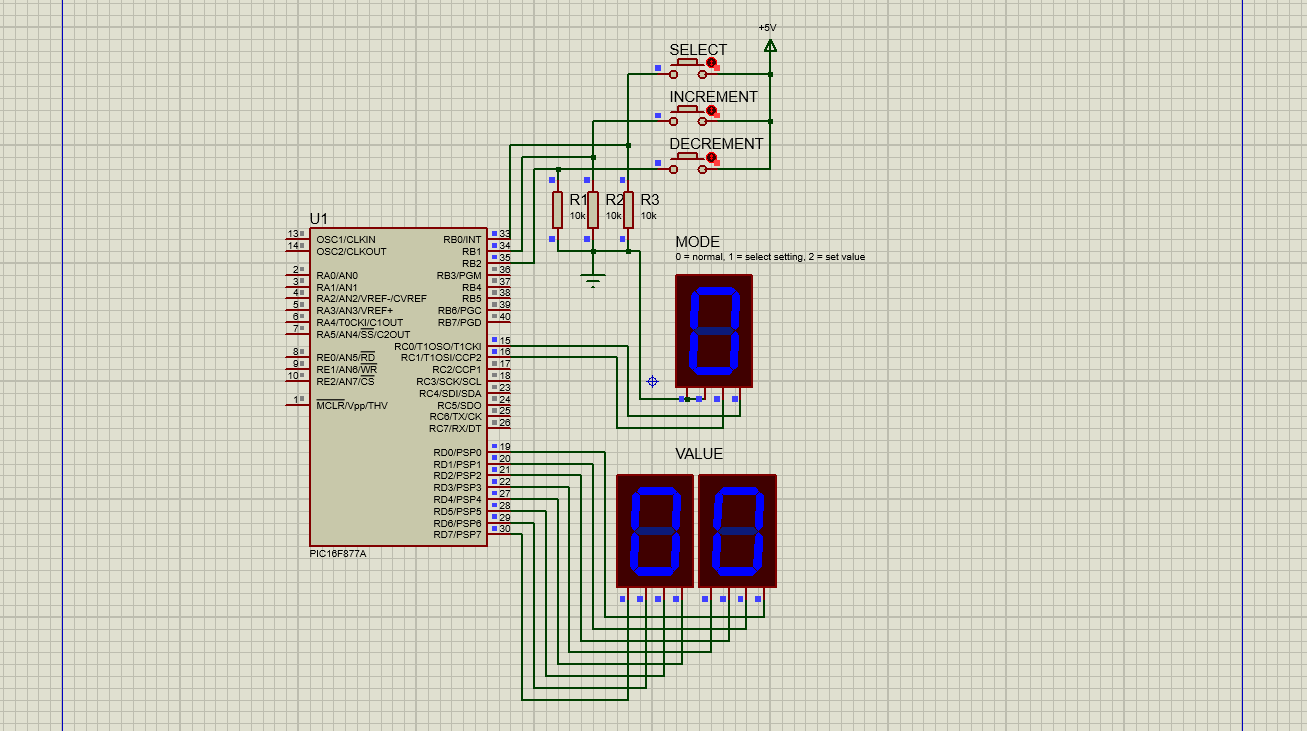 +5V
SELECT
INCREMENT
DECREMENT
R1
10k
R2
10k
R3
10k
U1
13 OSC1/CLKIN
14 OSC2/CLKOUT
2 RA0/AN0
3 RA1/AN1
4 RA2/AN2/VREF-/CVREF
5 RA3/AN3/VREF+
6 RA4/T0CKI/C1OUT
7 RA5/AN4/SS/C2OUT
8 RE0/AN5/RD
9 RE1/AN6/WR
10 RE2/AN7/CS
1 MCLR/Vpp/THV
RB0/INT 33
RB1 34
RB2 35
RB3/PGM 36
RB4 37
RB5 38
RB6/PGC 39
RB7/PGD 40
RC0/T1OSO/T1CKI 15
RC1/T1OSI/CCP2 16
RC2/CCP1 17
RC3/SCK/SCL 18
RC4/SDI/SDA 23
RC5/SDO 24
RC6/TX/CK 25
RC7/RX/DT 26
RD0/PSP0 19
RD1/PSP1 20
RD2/PSP2 21
RD3/PSP3 22
RD4/PSP4 27
RD5/PSP5 28
RD6/PSP6 29
RD7/PSP7 30
PIC16F877A
MODE
0 = normal, 1 = select setting, 2 = set value
0
VALUE
00